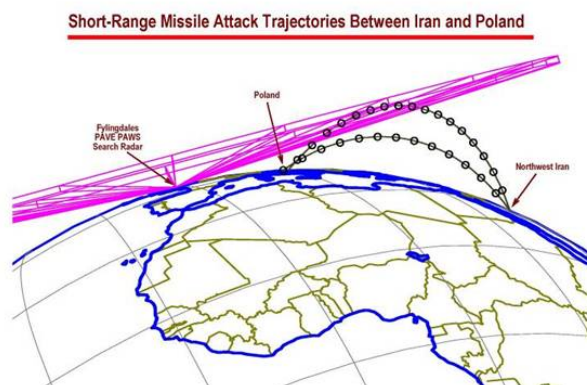 Short-Range Missile Attack Trajectories Between Iran and Poland
Poland
Fylingdales
PAVE PAWS
Search Radar
Northwest Iran